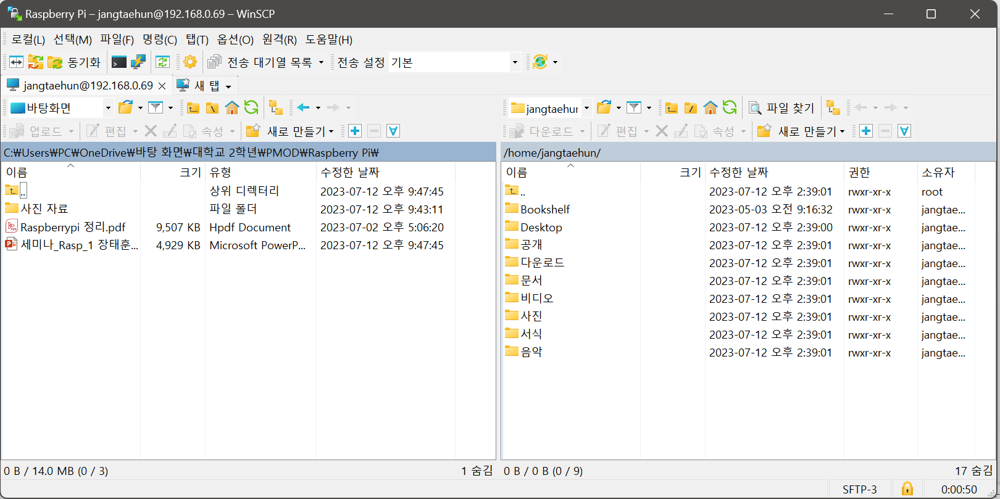 Raspberry Pi – jangtaehun@192.168.0.69 – WinSCP
로컬(L) 선택(M) 파일(F) 명령(C) 탭(T) 옵션(O) 원격(R) 도움말(H)
동기화 전송 대기열 목록 전송 설정 기본
jangtaehun@192.168.0.69 새 탭
바탕화면 jangtaehur 파일 찾기
업로드 편집 속성 새로 만들기 다운로드 편집 속성 새로 만들기
C:₩Users₩PC₩OneDrive₩바탕 화면₩대학교 2학년₩PMOD₩Raspberry Pi₩
이름 크기 유형 수정한 날짜
.. 상위 디렉터리 2023-07-12 오후 9:47:45
사진 자료 파일 폴더 2023-07-12 오후 9:43:11
Raspberrypi 정리.pdf 9,507 KB Hpdf Document 2023-07-02 오후 5:06:20
세미나_Rasp_1 장태훈... 4,929 KB Microsoft PowerP... 2023-07-12 오후 9:47:45
0 B / 14.0 MB (0 / 3) 1 숨김
/home/jangtaehun/
이름 크기 수정한 날짜 권한 소유자
.. 2023-07-12 오후 2:39:01 rwxr-xr-x root
Bookshelf 2023-05-03 오전 9:16:32 rwxr-xr-x jangtae...
Desktop 2023-07-12 오후 2:39:00 rwxr-xr-x jangtae...
공개 2023-07-12 오후 2:39:01 rwxr-xr-x jangtae...
다운로드 2023-07-12 오후 2:39:01 rwxr-xr-x jangtae...
문서 2023-07-12 오후 2:39:01 rwxr-xr-x jangtae...
비디오 2023-07-12 오후 2:39:01 rwxr-xr-x jangtae...
사진 2023-07-12 오후 2:39:01 rwxr-xr-x jangtae...
서식 2023-07-12 오후 2:39:01 rwxr-xr-x jangtae...
음악 2023-07-12 오후 2:39:01 rwxr-xr-x jangtae...
0 B / 0 B (0 / 9) 17 숨김
SFTP-3 0:00:50